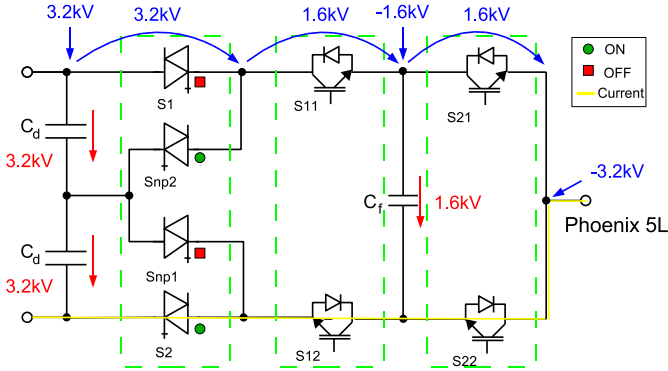 3.2kV 3.2kV 1.6kV -1.6kV 1.6kV
ON
OFF
Current
S1 S11 S21
Cd
3.2kV
Snp2
-3.2kV
Cf 1.6kV
Phoenix 5L
Cd
3.2kV
Snp1
S2 S12 S22